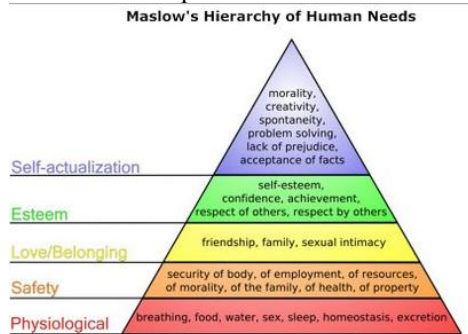 Maslow's Hierarchy of Human Needs
morality,
creativity,
spontaneity,
problem solving,
lack of prejudice,
acceptance of facts
Self-actualization
self-esteem,
confidence, achievement,
respect of others, respect by others
Esteem
friendship, family, sexual intimacy
Love/Belonging
security of body, of employment, of resources,
of morality, of the family, of health, of property
Safety
breathing, food, water, sex, sleep, homeostasis, excretion
Physiological